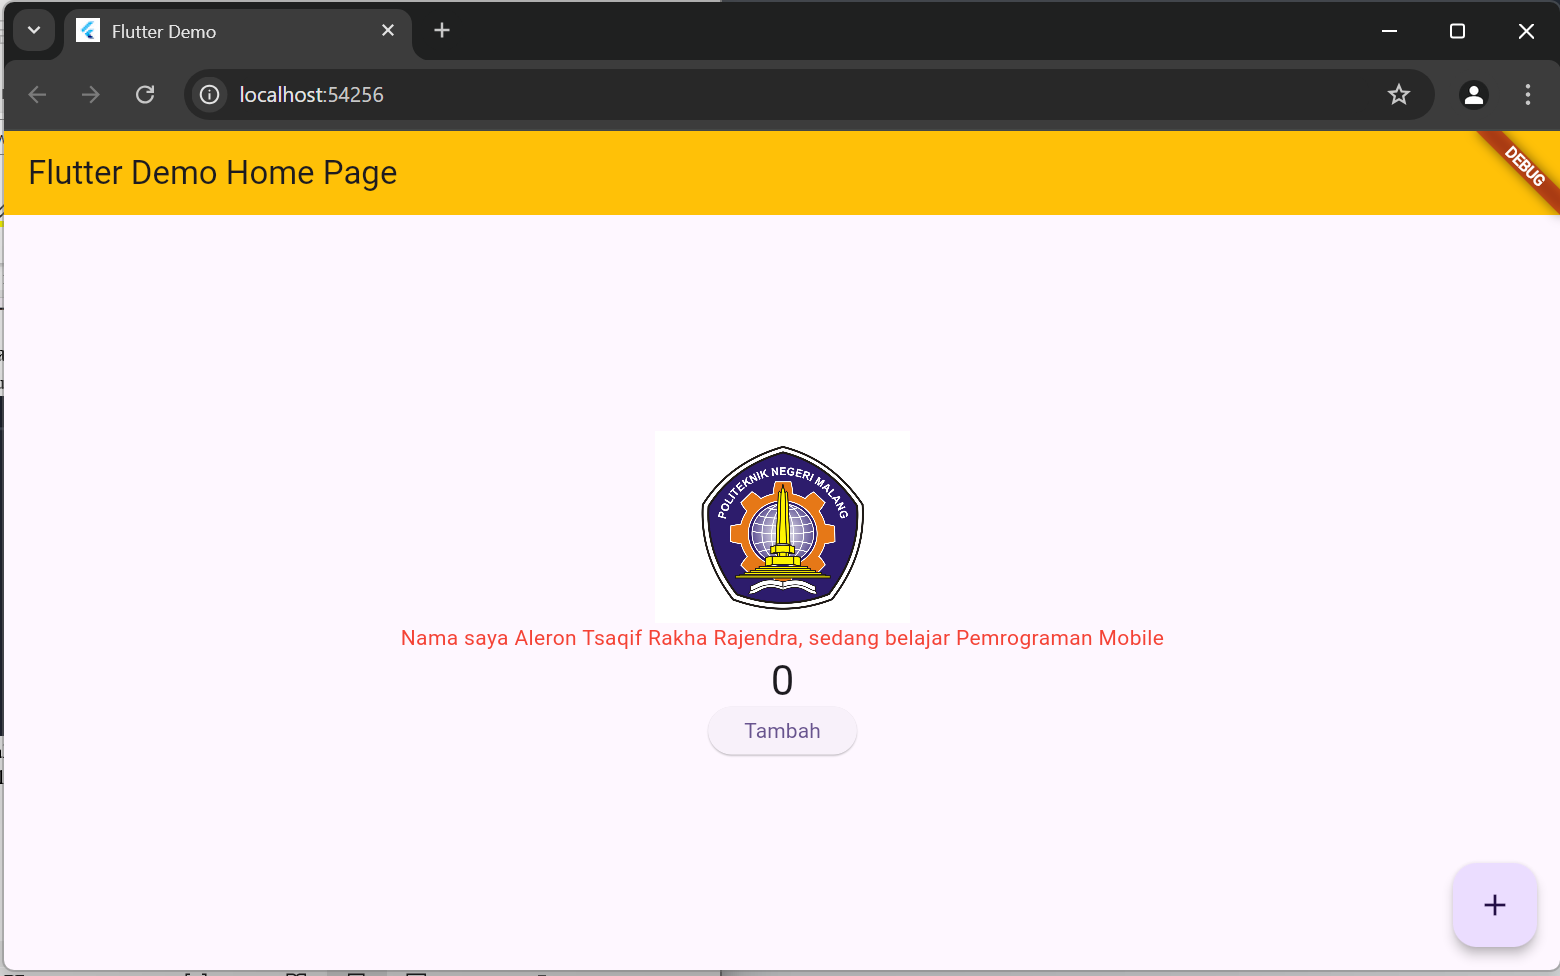 Flutter Demo
localhost:54256
Flutter Demo Home Page
DEBUG
POLITEKNIK NEGERI MALANG
Nama saya Aleron Tsaqif Rakha Rajendra, sedang belajar Pemrograman Mobile
0
Tambah